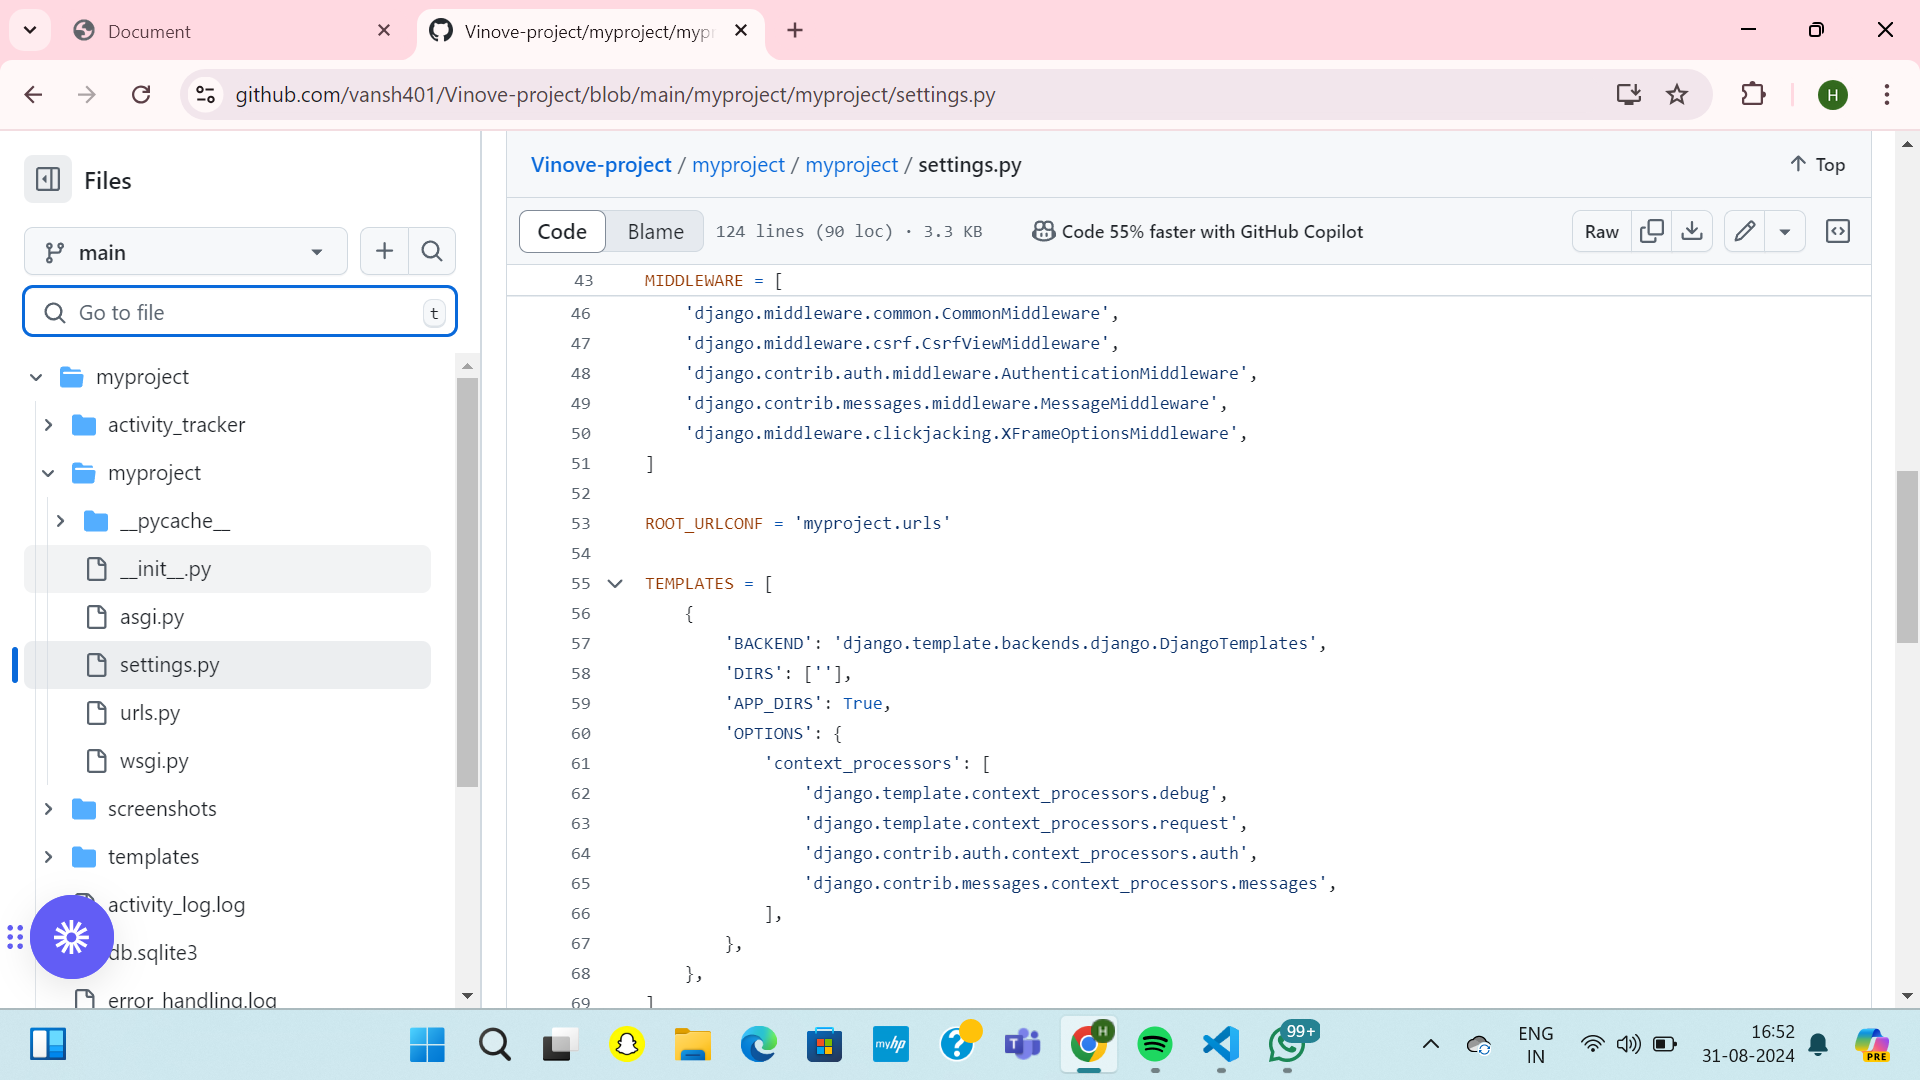 Document
Vinove-project/myproject/mypr
github.com/vansh401/Vinove-project/blob/main/myproject/myproject/settings.py
H
Files
main
Go to file
t
myproject
activity_tracker
myproject
__pycache__
__init__.py
asgi.py
settings.py
urls.py
wsgi.py
screenshots
templates
activity_log.log
db.sqlite3
error_handling.log
Vinove-project / myproject / myproject / settings.py
Top
Code
Blame
124 lines (90 loc) · 3.3 KB
Code 55% faster with GitHub Copilot
Raw
43 MIDDLEWARE = [
46 'django.middleware.common.CommonMiddleware',
47 'django.middleware.csrf.CsrfViewMiddleware',
48 'django.contrib.auth.middleware.AuthenticationMiddleware',
49 'django.contrib.messages.middleware.MessageMiddleware',
50 'django.middleware.clickjacking.XFrameOptionsMiddleware',
51 ]
52
53 ROOT_URLCONF = 'myproject.urls'
54
55 TEMPLATES = [
56 {
57 'BACKEND': 'django.template.backends.django.DjangoTemplates',
58 'DIRS': [''],
59 'APP_DIRS': True,
60 'OPTIONS': {
61 'context_processors': [
62 'django.template.context_processors.debug',
63 'django.template.context_processors.request',
64 'django.contrib.auth.context_processors.auth',
65 'django.contrib.messages.context_processors.messages',
66 ],
67 },
68 },
69 ]
myhp
H
99+
ENG
IN
16:52
31-08-2024
PRE